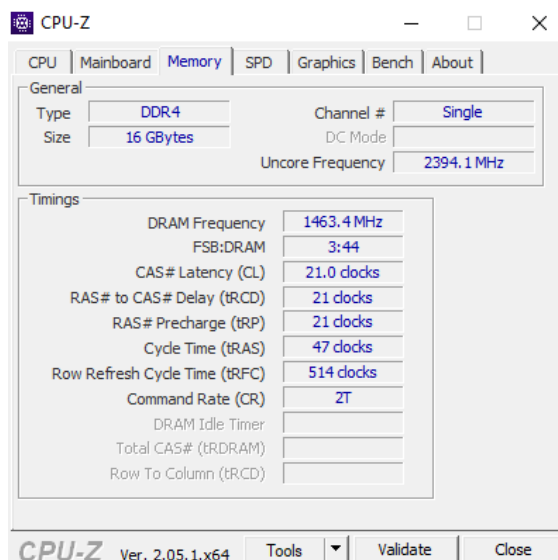 CPU-Z
CPU Mainboard Memory SPD Graphics Bench About
General
Type DDR4 Channel # Single
Size 16 GBytes DC Mode
Uncore Frequency 2394.1 MHz
Timings
DRAM Frequency 1463.4 MHz
FSB:DRAM 3:44
CAS# Latency (CL) 21.0 clocks
RAS# to CAS# Delay (tRCD) 21 clocks
RAS# Precharge (tRP) 21 clocks
Cycle Time (tRAS) 47 clocks
Row Refresh Cycle Time (tRFC) 514 clocks
Command Rate (CR) 2T
DRAM Idle Timer
Total CAS# (tRDRAM)
Row To Column (tRCD)
CPU-Z Ver. 2.05.1.x64 Tools Validate Close